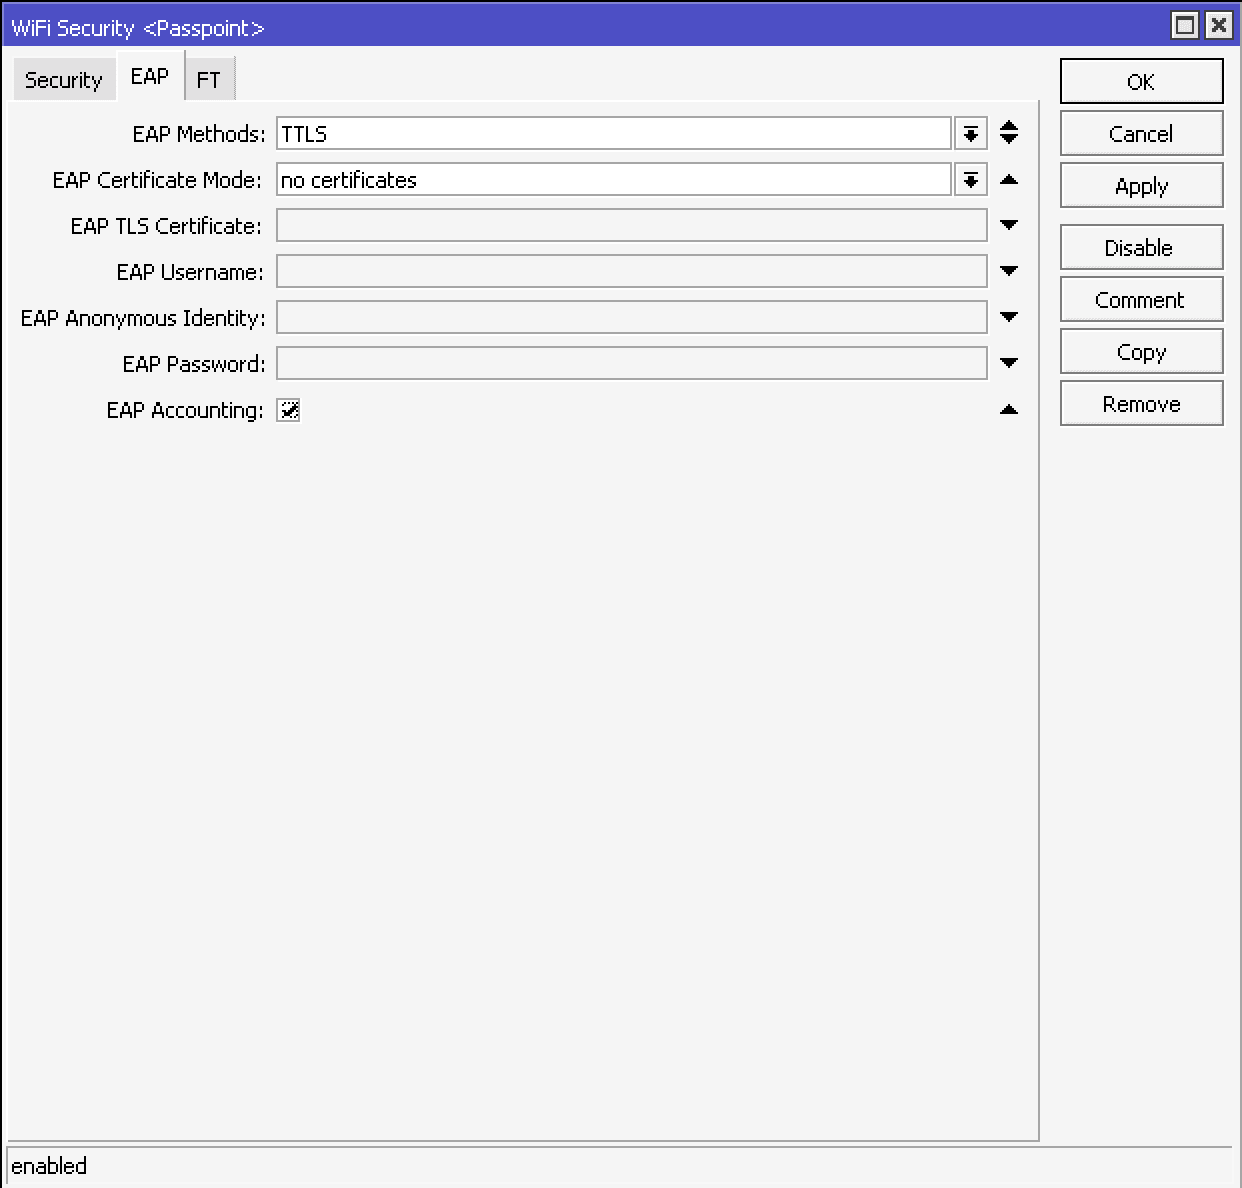 WiFi Security <Passpoint>
Security EAP FT
EAP Methods: TTLS
EAP Certificate Mode: no certificates
EAP TLS Certificate:
EAP Username:
EAP Anonymous Identity:
EAP Password:
EAP Accounting:
OK
Cancel
Apply
Disable
Comment
Copy
Remove
enabled